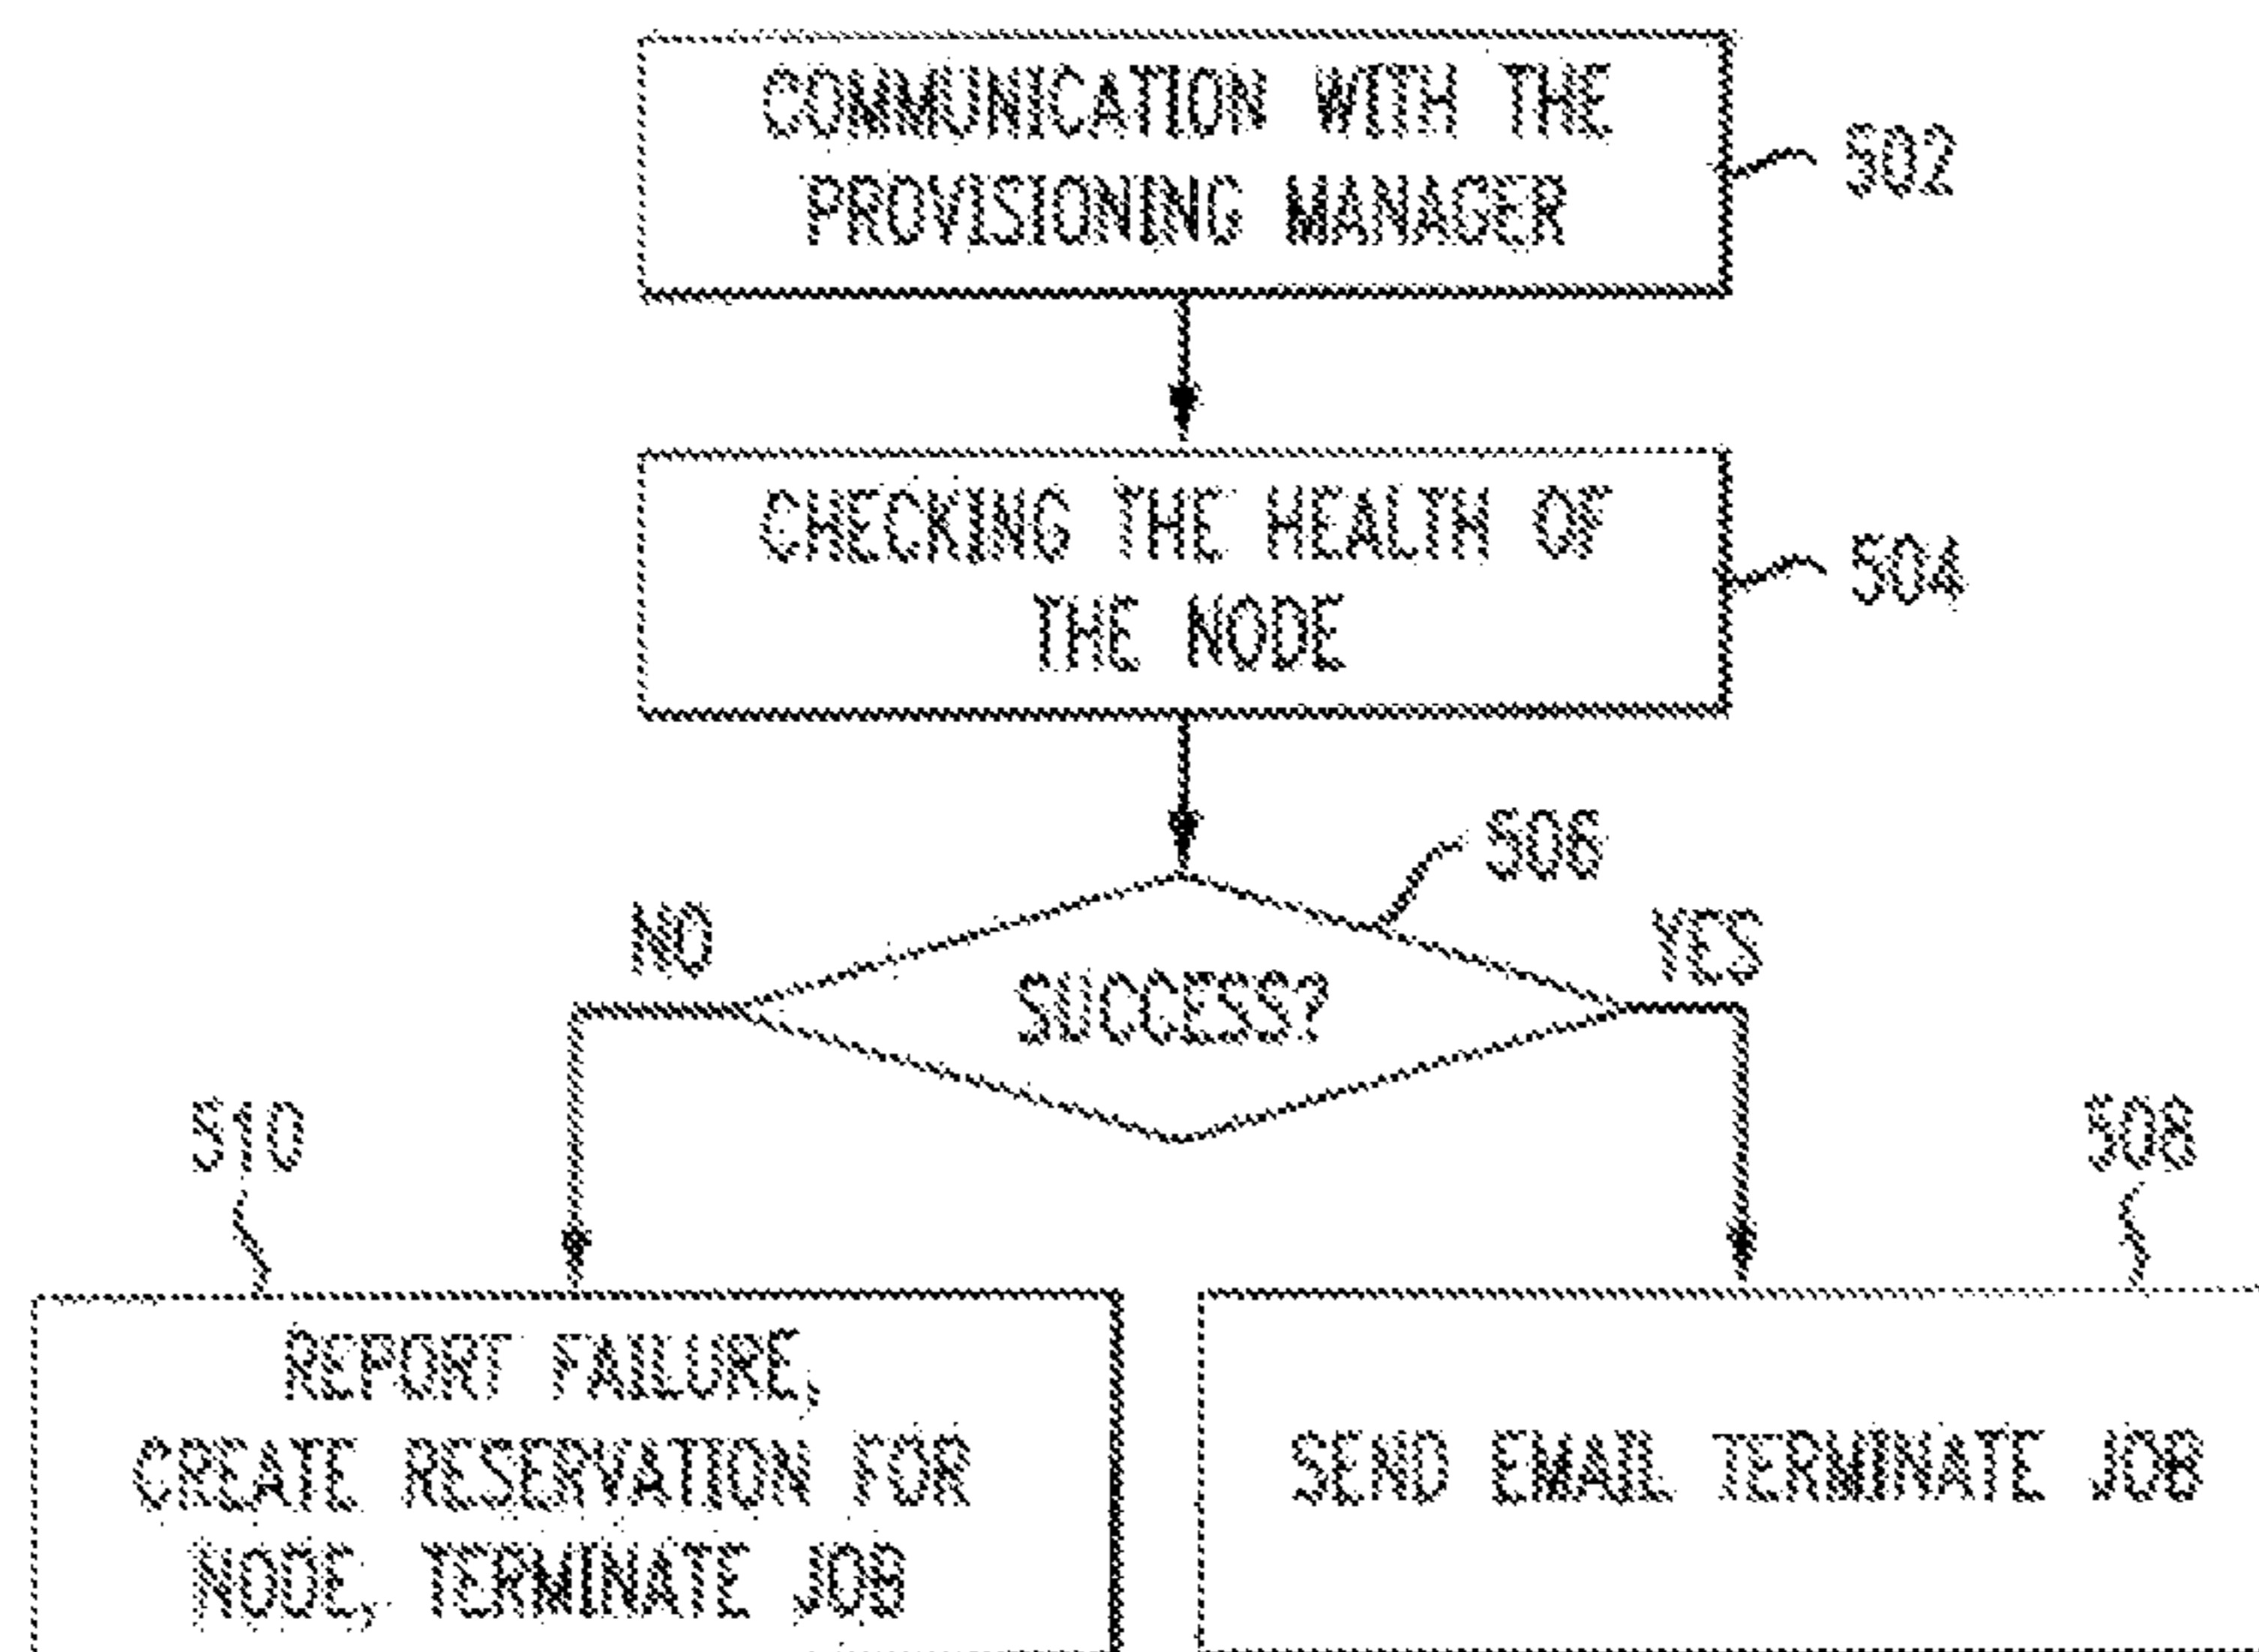 COMMUNICATION WITH THE
PROVISIONING MANAGER
502
CHECKING THE HEALTH OF
THE NODE
504
506
NO
YES
SUCCESS?
510
508
REPORT FAILURE,
CREATE RESERVATION FOR
NODE, TERMINATE JOB
SEND EMAIL TERMINATE JOB